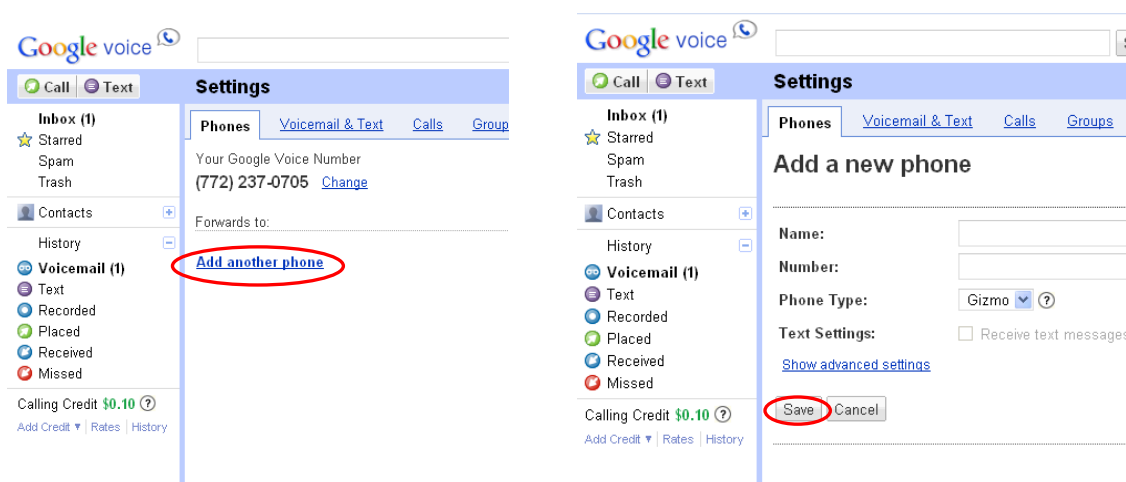 Google voice
Call Text
Settings
Inbox (1)
Starred
Spam
Trash
Contacts
History
Voicemail (1)
Text
Recorded
Placed
Received
Missed
Calling Credit $0.10 ?
Add Credit ▼ | Rates | History
Phones Voicemail & Text Calls Group
Your Google Voice Number
(772) 237-0705 Change
Forwards to:
Add another phone
Google voice
Call Text
Settings
Inbox (1)
Starred
Spam
Trash
Contacts
History
Voicemail (1)
Text
Recorded
Placed
Received
Missed
Calling Credit $0.10 ?
Add Credit ▼ | Rates | History
Phones Voicemail & Text Calls Groups
Add a new phone
Name:
Number:
Phone Type: Gizmo ?
Text Settings: Receive text messages
Show advanced settings
Save Cancel